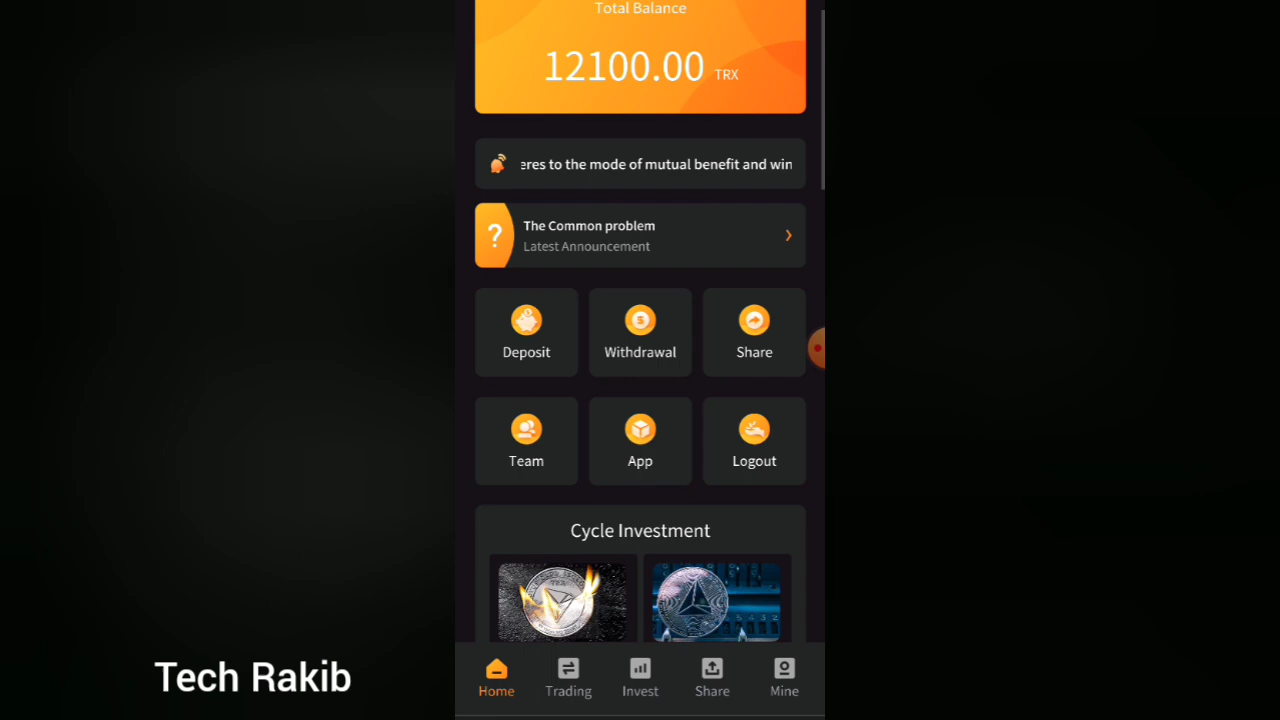 Total Balance
12100.00 TRX
eres to the mode of mutual benefit and win
?
The Common problem
Latest Announcement
Deposit
Withdrawal
Share
Team
App
Logout
Cycle Investment
Home
Trading
Invest
Share
Mine
Tech Rakib